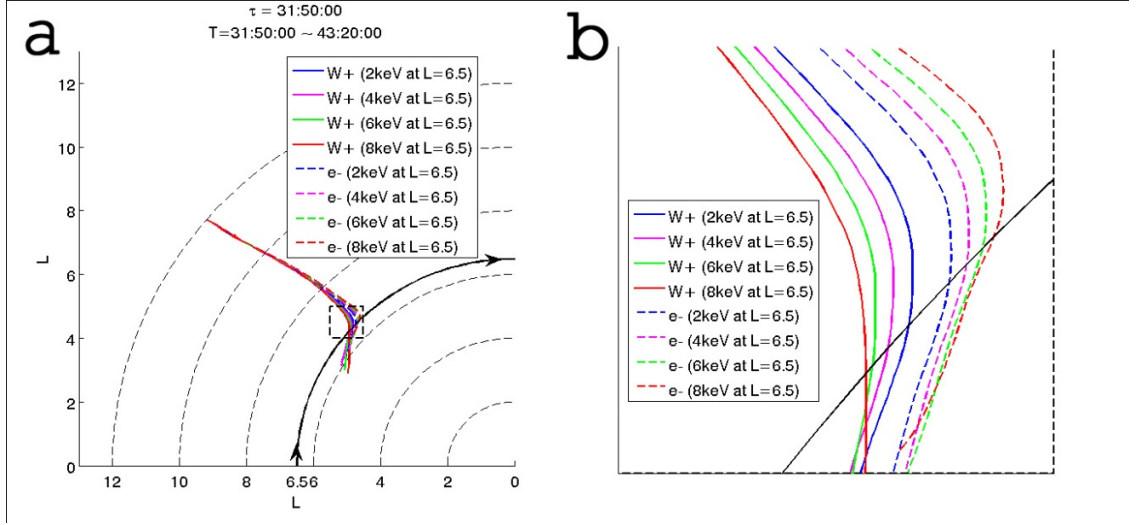 τ = 31:50:00
T=31:50:00 ~ 43:20:00
a
W+ (2keV at L=6.5)
W+ (4keV at L=6.5)
W+ (6keV at L=6.5)
W+ (8keV at L=6.5)
e- (2keV at L=6.5)
e- (4keV at L=6.5)
e- (6keV at L=6.5)
e- (8keV at L=6.5)
12
10
8
6
4
2
0
L
12
10
8
6.56
4
2
0
L
b
W+ (2keV at L=6.5)
W+ (4keV at L=6.5)
W+ (6keV at L=6.5)
W+ (8keV at L=6.5)
e- (2keV at L=6.5)
e- (4keV at L=6.5)
e- (6keV at L=6.5)
e- (8keV at L=6.5)